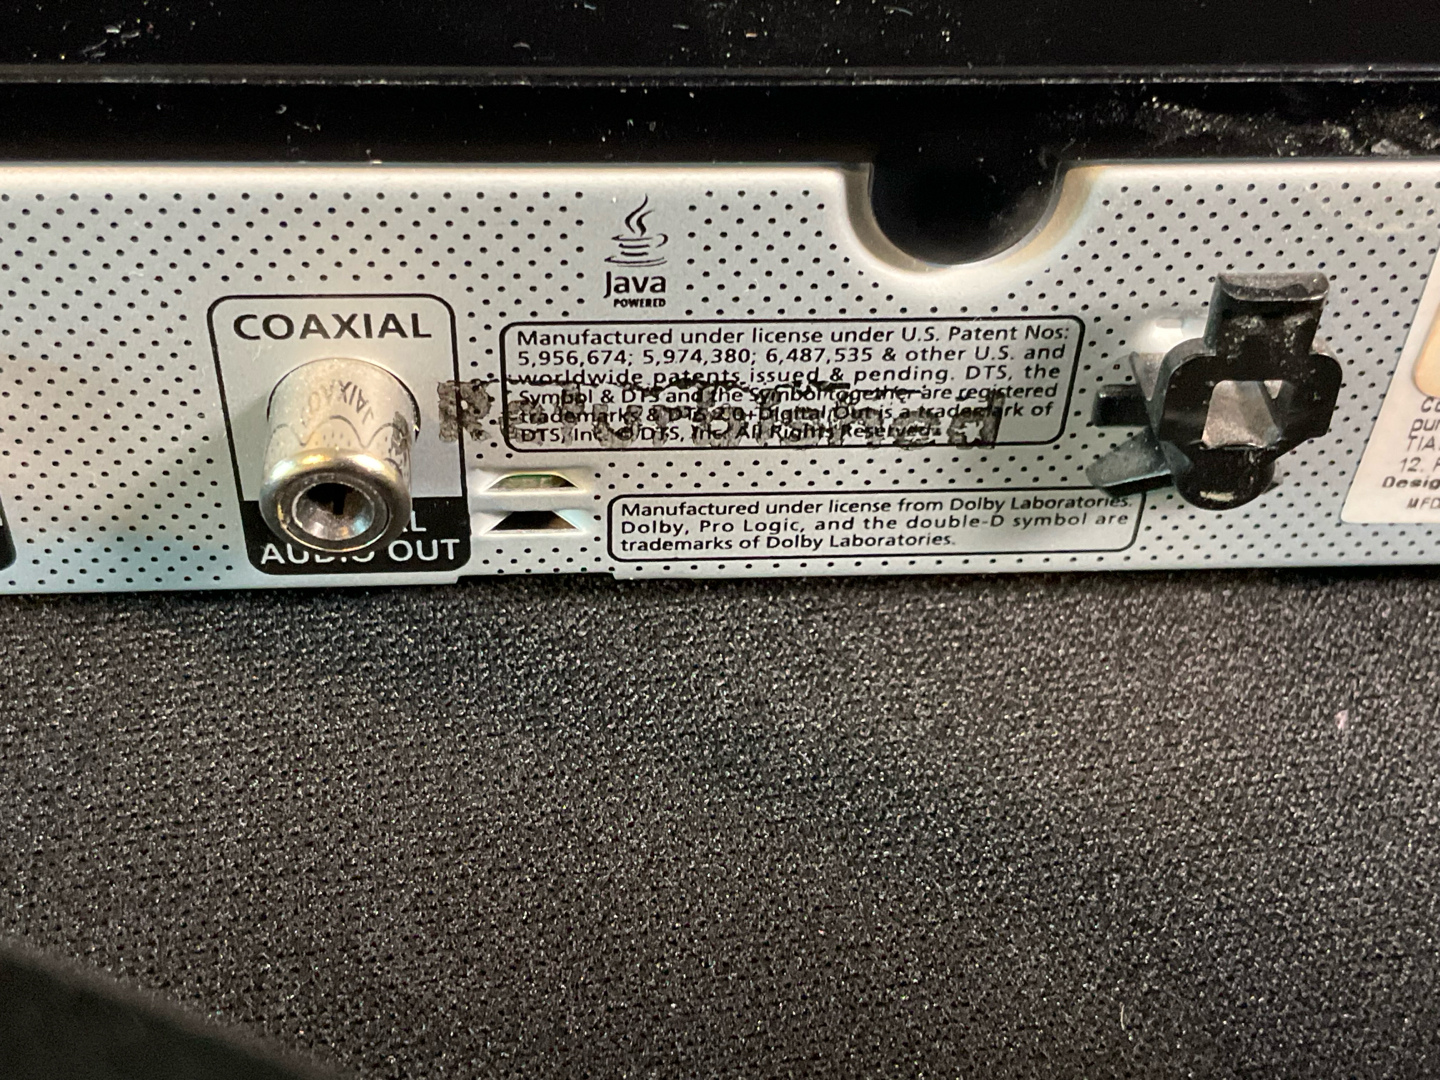 Java
POWERED
COAXIAL
AUDIO OUT
Manufactured under license under U.S. Patent Nos:
5,956,674; 5,974,380; 6,487,535 & other U.S. and
worldwide patents issued & pending. DTS, the
Symbol & DTS and the Symbol together are registered
trademarks & DTS 2.0+Digital Out is a trademark of
DTS, Inc. © DTS, Inc. All Rights Reserved.
Manufactured under license from Dolby Laboratories.
Dolby, Pro Logic, and the double-D symbol are
trademarks of Dolby Laboratories.
12.